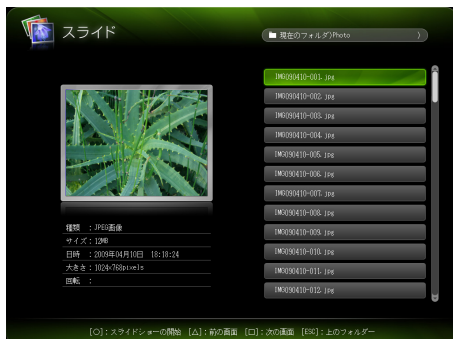 スライド
現在のフォルダ)Photo 〉
IMG090410-001.jpg
IMG090410-002.jpg
IMG090410-003.jpg
IMG090410-004.jpg
IMG090410-005.jpg
IMG090410-006.jpg
IMG090410-007.jpg
IMG090410-008.jpg
IMG090410-009.jpg
IMG090410-010.jpg
IMG090410-011.jpg
IMG090410-012.jpg
種類 :JPEG画像
サイズ:12MB
日時 :2009年04月10日 18:18:24
大きさ:1024x768pixels
回転 :
[○]:スライドショーの開始 [△]:前の画面 [□]:次の画面 [ESC]:上のフォルダー